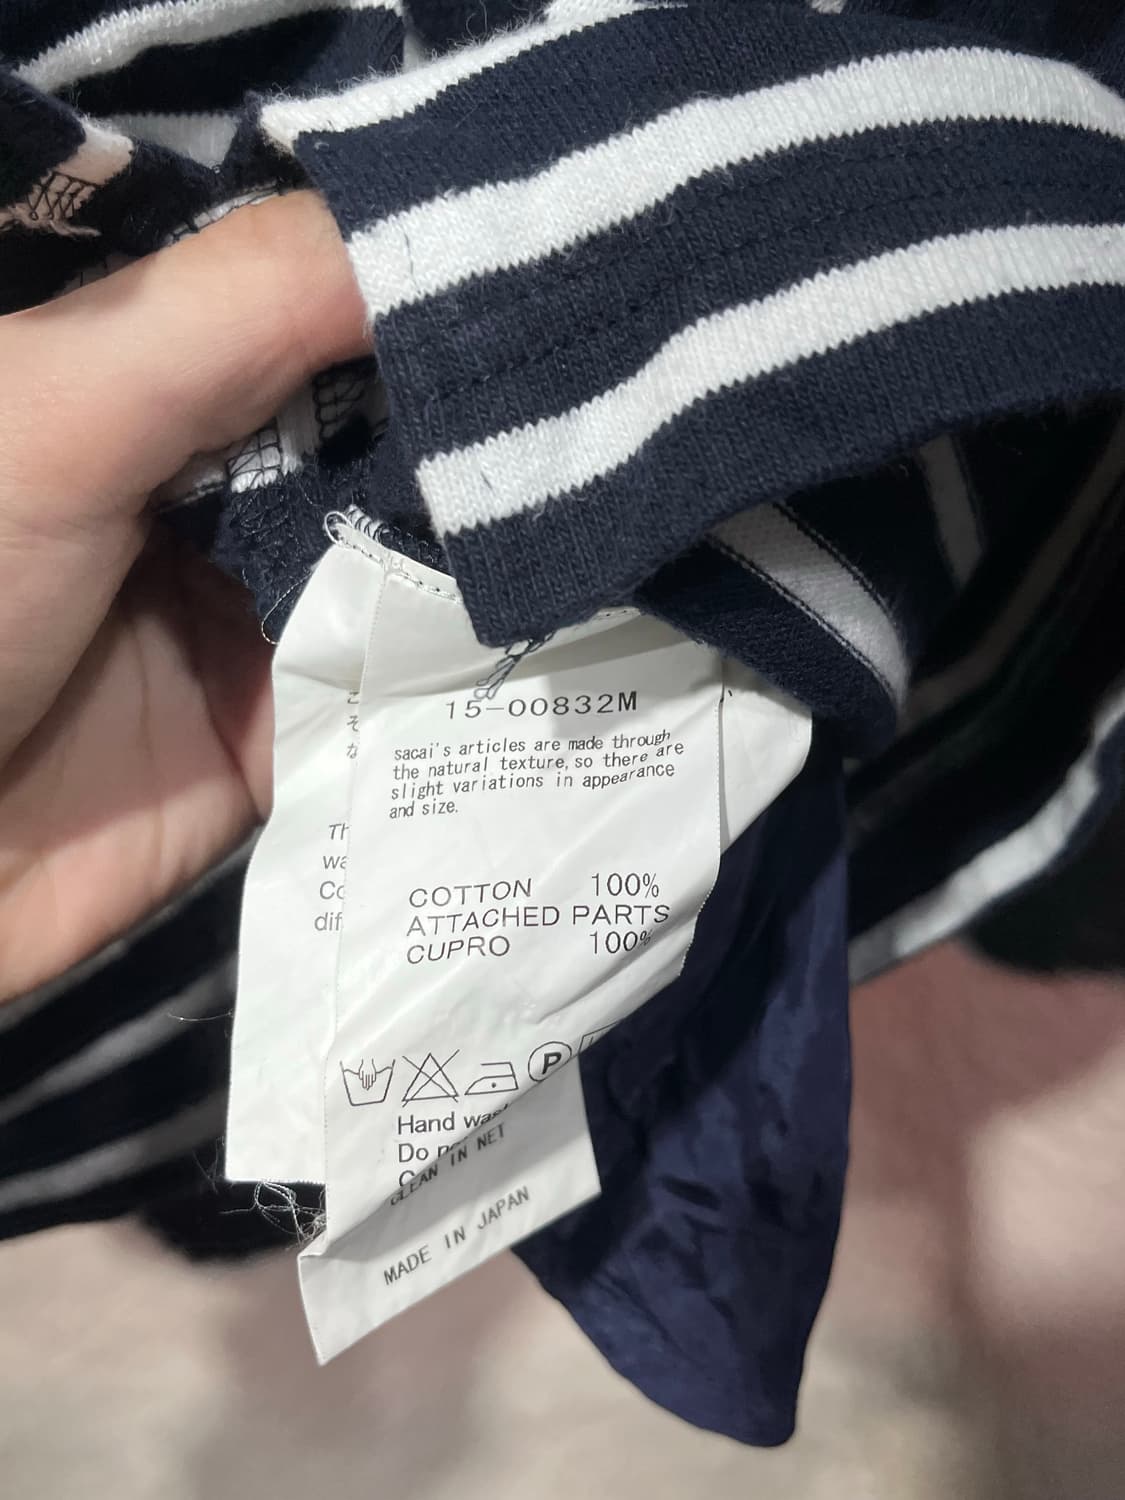 15-00832M
sacai's articles are made through
the natural texture, so there are
slight variations in appearance
and size.
COTTON 100%
ATTACHED PARTS
CUPRO 100%
P
Hand
Do
CLEAN IN NET
MADE IN JAPAN